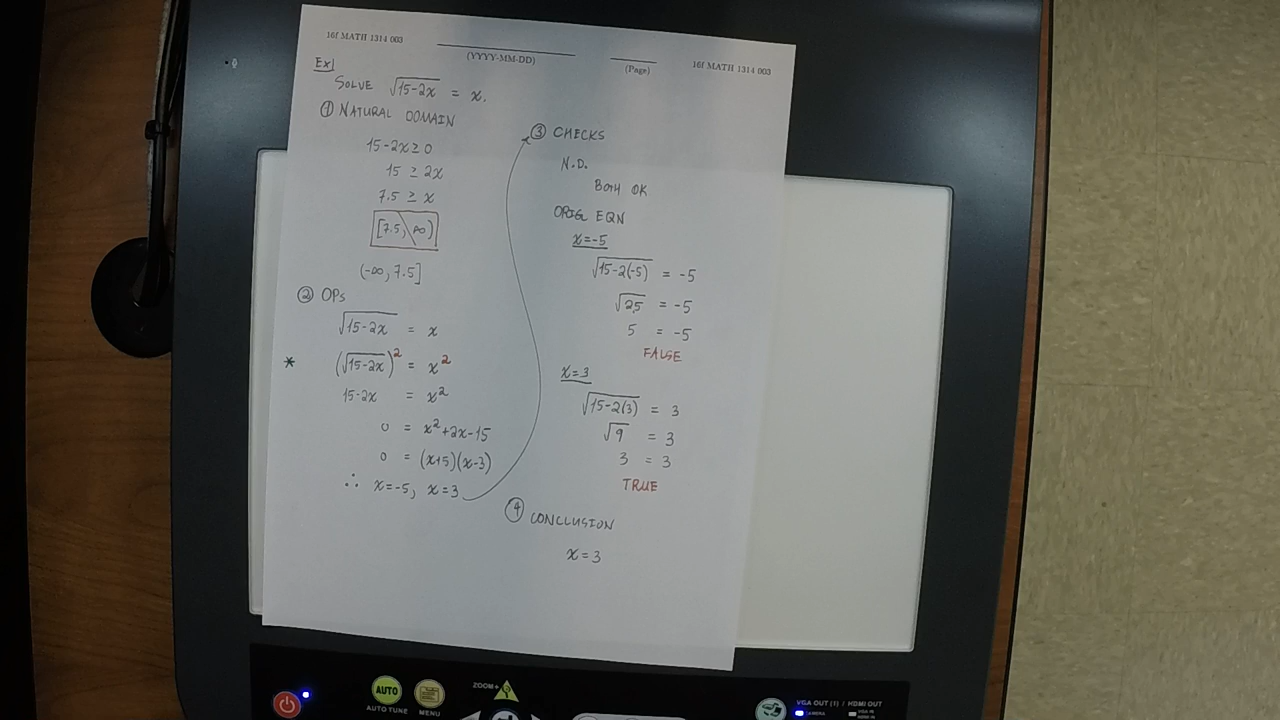 16f MATH 1314 003
(YYYY-MM-DD)
(Page)
16f MATH 1314 003
Ex]
SOLVE √(15-2x) = x.
① NATURAL DOMAIN
15-2x ≥ 0
15 ≥ 2x
7.5 ≥ x
[7.5, ∞)
(-∞, 7.5]
② OPs
√(15-2x) = x
* (√(15-2x))² = x²
15-2x = x²
0 = x²+2x-15
0 = (x+5)(x-3)
∴ x=-5, x=3
③ CHECKS
N.D.
BOTH OK
ORIG EQN
x=-5
√(15-2(-5)) = -5
√25 = -5
5 = -5
FALSE
x=3
√(15-2(3)) = 3
√9 = 3
3 = 3
TRUE
④ CONCLUSION
x = 3
AUTO
AUTO TUNE
MENU
ZOOM+
VGA OUT (1) / HDMI OUT
CAMERA